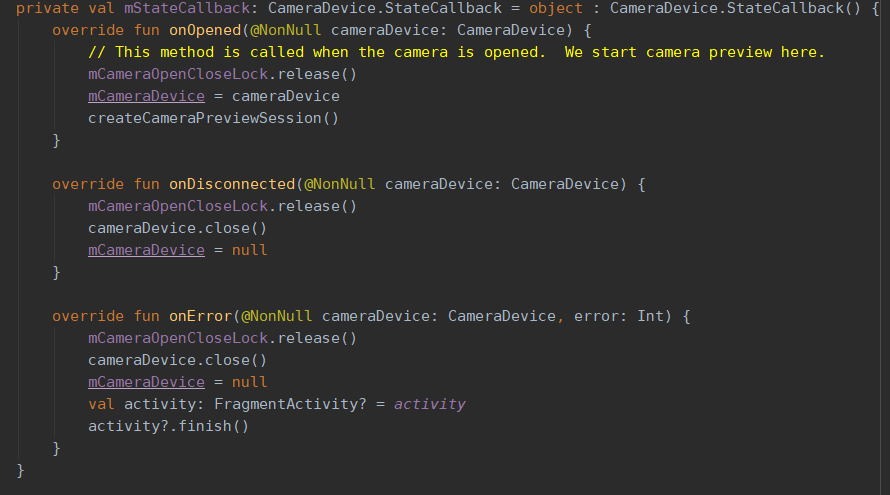 private val mStateCallback: CameraDevice.StateCallback = object : CameraDevice.StateCallback() {
    override fun onOpened(@NonNull cameraDevice: CameraDevice) {
        // This method is called when the camera is opened.  We start camera preview here.
        mCameraOpenCloseLock.release()
        mCameraDevice = cameraDevice
        createCameraPreviewSession()
    }

    override fun onDisconnected(@NonNull cameraDevice: CameraDevice) {
        mCameraOpenCloseLock.release()
        cameraDevice.close()
        mCameraDevice = null
    }

    override fun onError(@NonNull cameraDevice: CameraDevice, error: Int) {
        mCameraOpenCloseLock.release()
        cameraDevice.close()
        mCameraDevice = null
        val activity: FragmentActivity? = activity
        activity?.finish()
    }
}